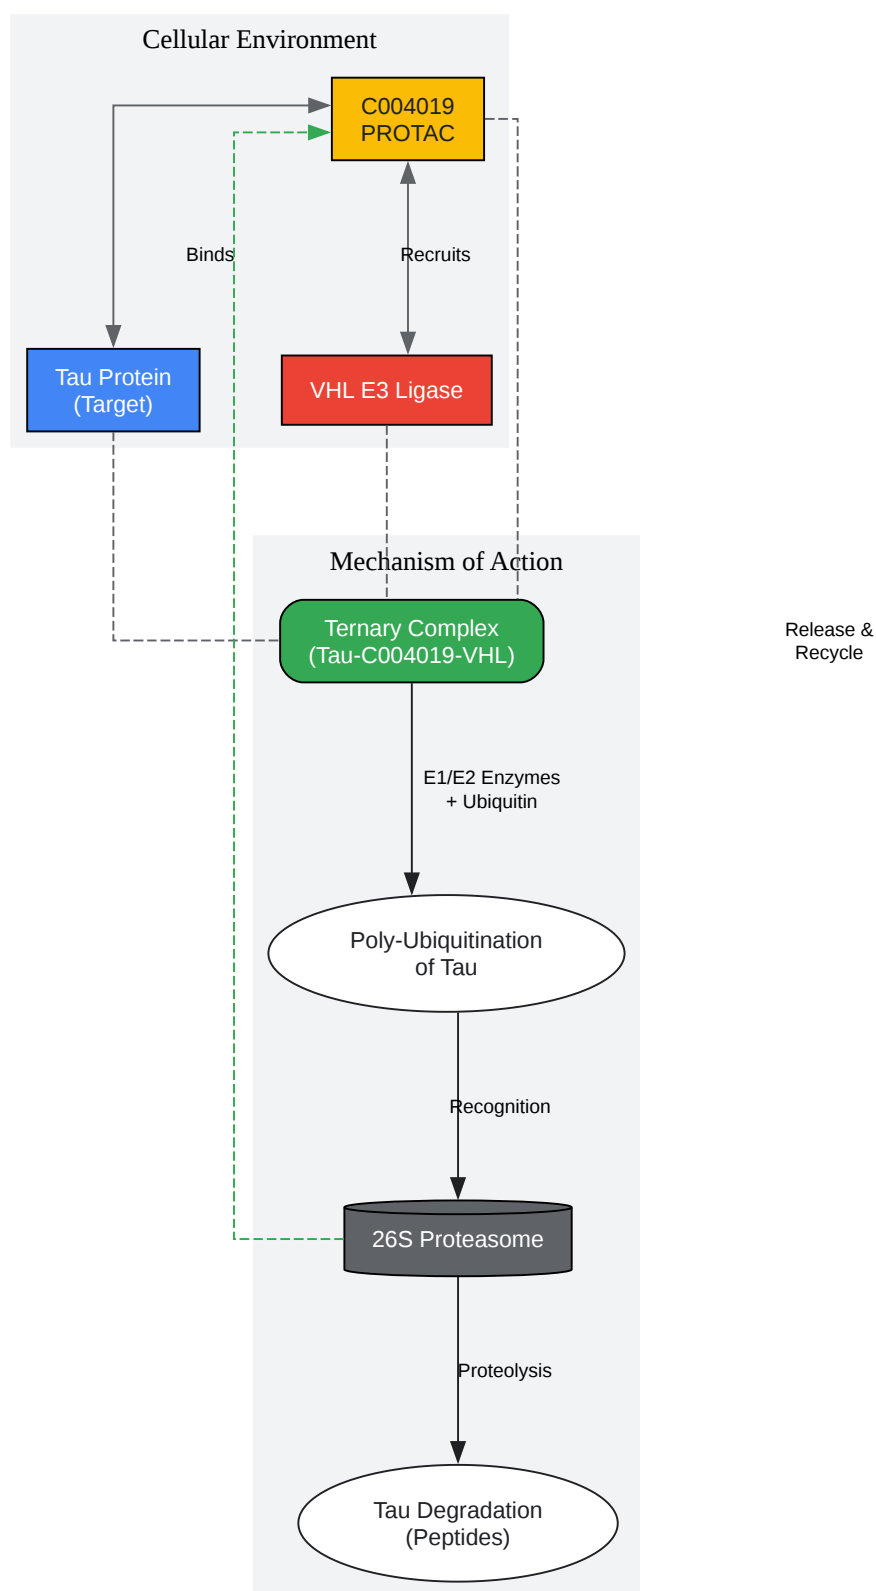 Cellular Environment
C004019
PROTAC
Binds
Recruits
Tau Protein
(Target)
VHL E3 Ligase
Mechanism of Action
Ternary Complex
(Tau-C004019-VHL)
Release &
Recycle
E1/E2 Enzymes
+ Ubiquitin
Poly-Ubiquitination
of Tau
Recognition
26S Proteasome
Proteolysis
Tau Degradation
(Peptides)